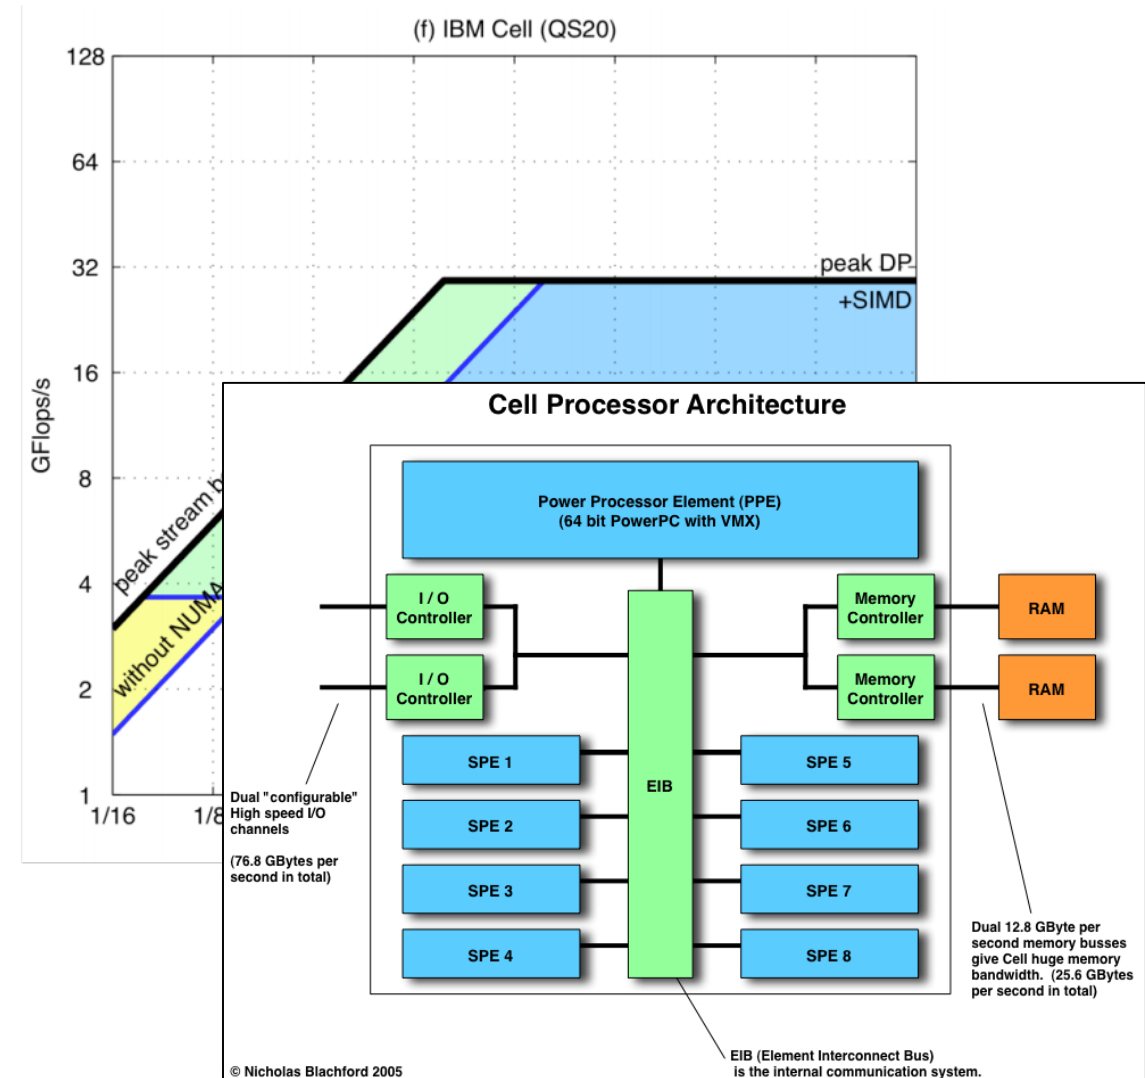 (f) IBM Cell (QS20)
128
64
32
16
8
4
2
1
GFlops/s
1/16
1/8
peak DP
+SIMD
peak stream
without NUMA
Cell Processor Architecture
Power Processor Element (PPE)
(64 bit PowerPC with VMX)
I / O
Controller
I / O
Controller
Memory
Controller
Memory
Controller
RAM
RAM
EIB
SPE 1
SPE 2
SPE 3
SPE 4
SPE 5
SPE 6
SPE 7
SPE 8
Dual "configurable"
High speed I/O
channels
(76.8 GBytes per
second in total)
Dual 12.8 GByte per
second memory busses
give Cell huge memory
bandwidth. (25.6 GBytes
per second in total)
EIB (Element Interconnect Bus)
is the internal communication system.
© Nicholas Blachford 2005